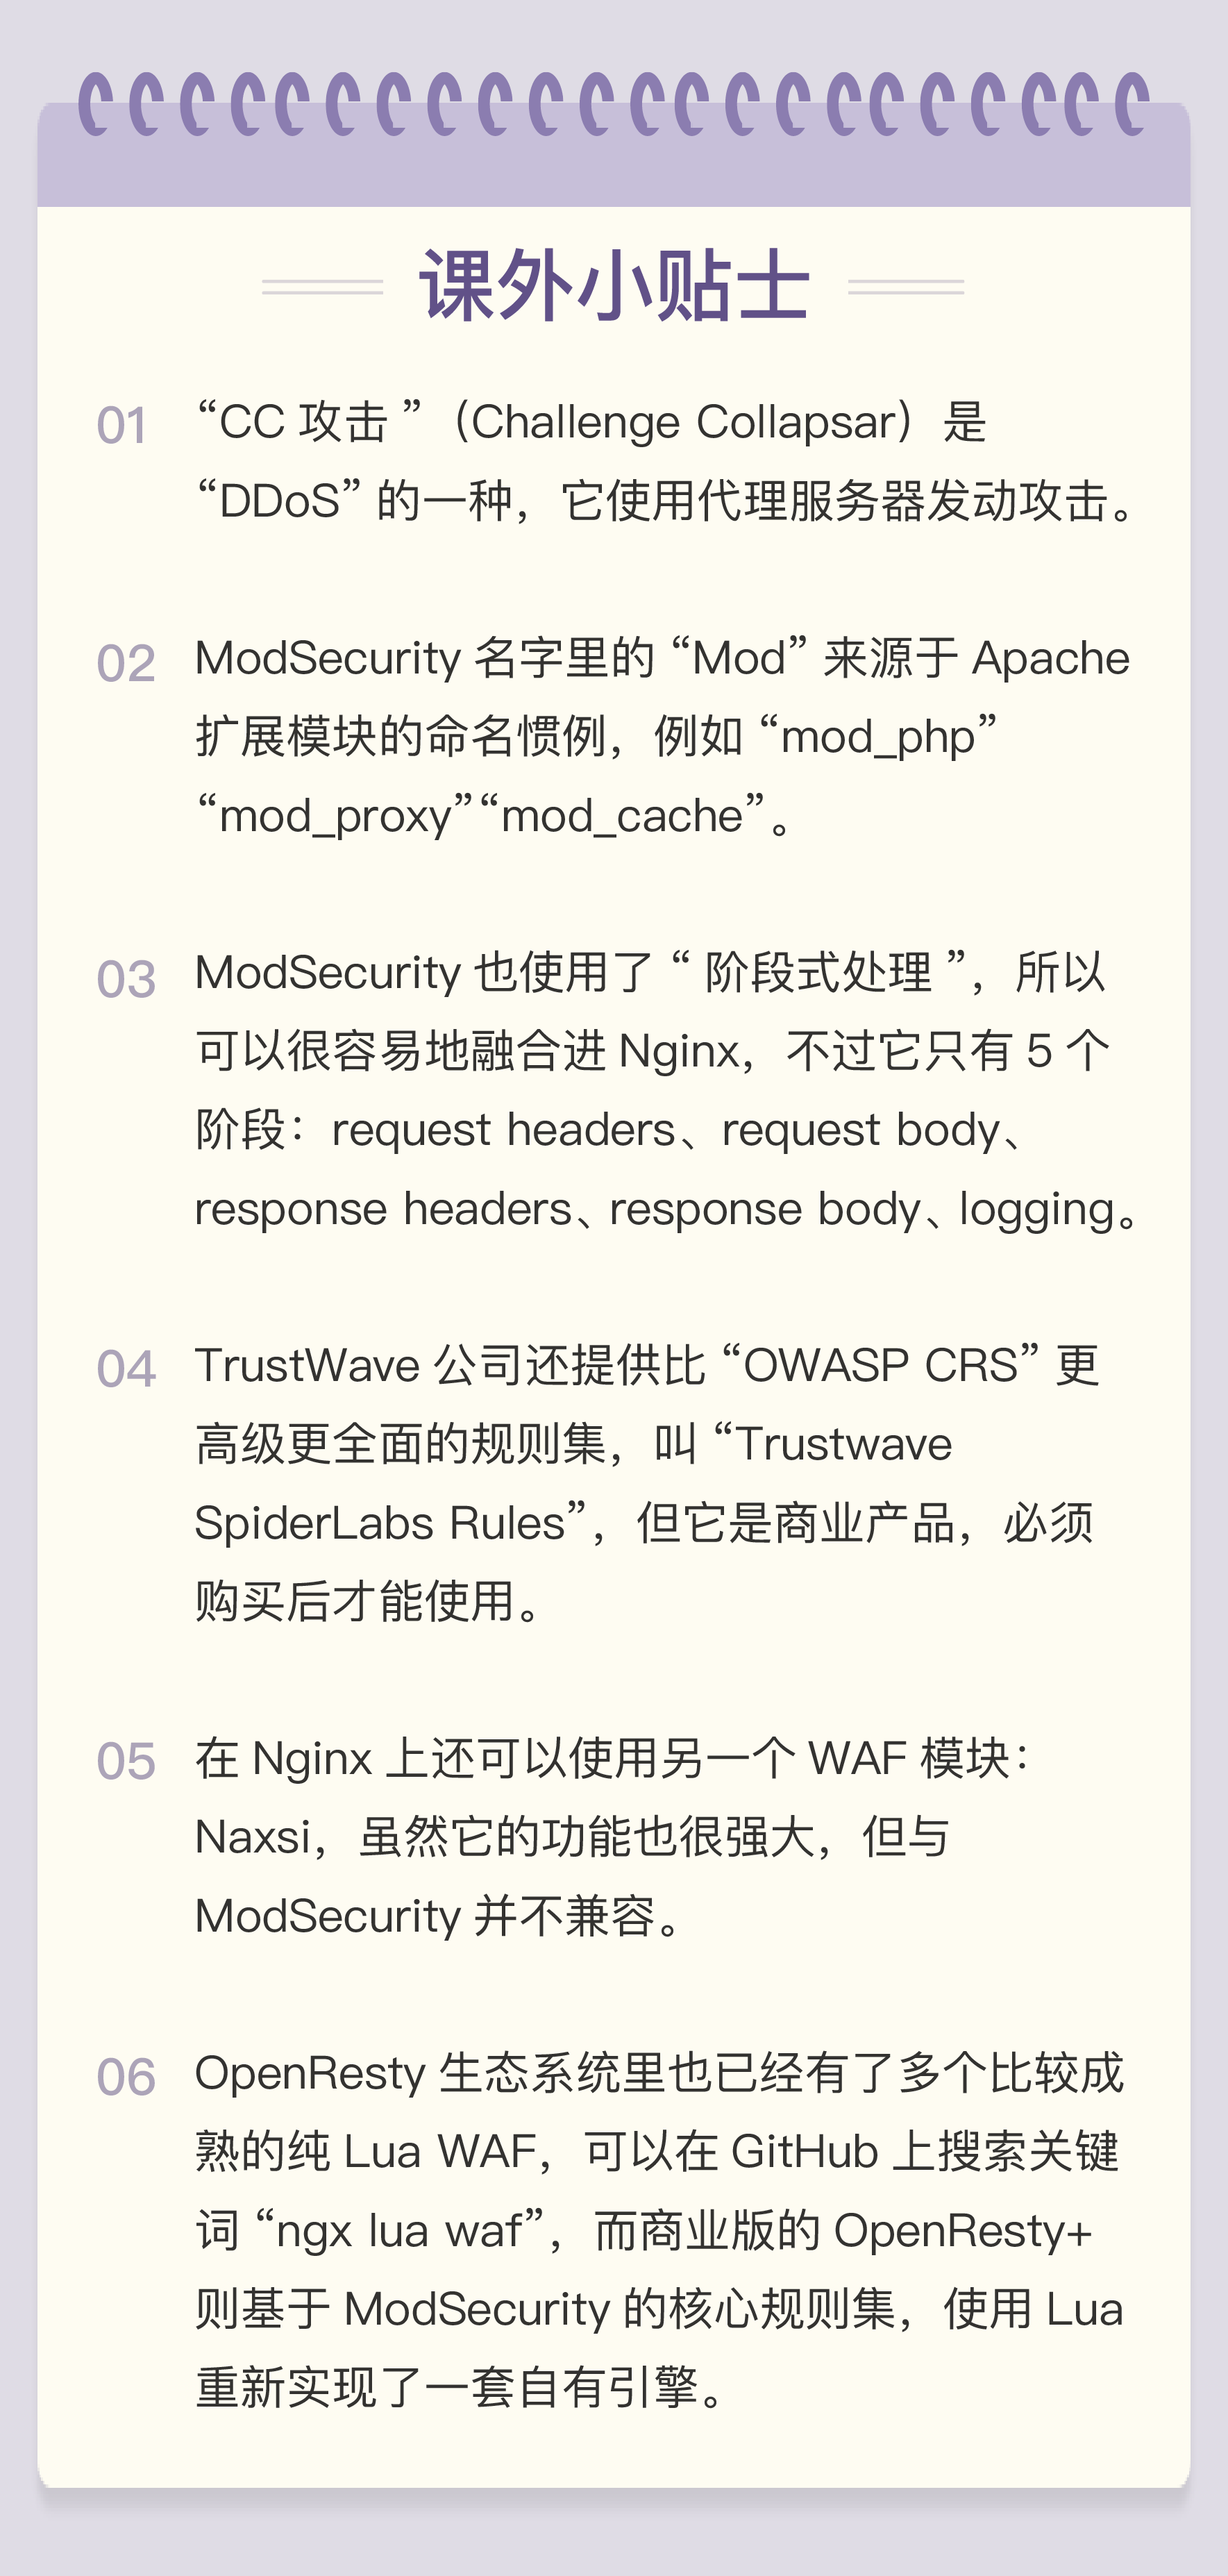 课外小贴士
01 “CC 攻击 ”（Challenge Collapsar）是
“DDoS” 的一种，它使用代理服务器发动攻击。
02 ModSecurity 名字里的 “Mod” 来源于 Apache
扩展模块的命名惯例，例如 “mod_php”
“mod_proxy”“mod_cache”。
03 ModSecurity 也使用了 “ 阶段式处理 ”，所以
可以很容易地融合进 Nginx，不过它只有 5 个
阶段：request headers、request body、
response headers、response body、logging。
04 TrustWave 公司还提供比 “OWASP CRS” 更
高级更全面的规则集，叫 “Trustwave
SpiderLabs Rules”，但它是商业产品，必须
购买后才能使用。
05 在 Nginx 上还可以使用另一个 WAF 模块：
Naxsi，虽然它的功能也很强大，但与
ModSecurity 并不兼容。
06 OpenResty 生态系统里也已经有了多个比较成
熟的纯 Lua WAF，可以在 GitHub 上搜索关键
词 “ngx lua waf”，而商业版的 OpenResty+
则基于 ModSecurity 的核心规则集，使用 Lua
重新实现了一套自有引擎。